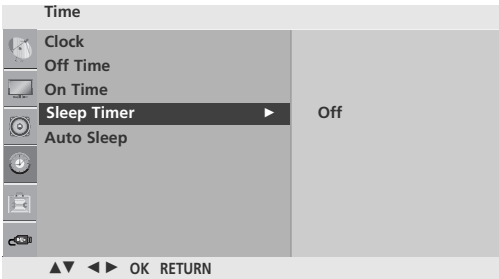 Time
Clock
Off Time
On Time
Sleep Timer ► Off
Auto Sleep
▲▼ ◄► OK RETURN